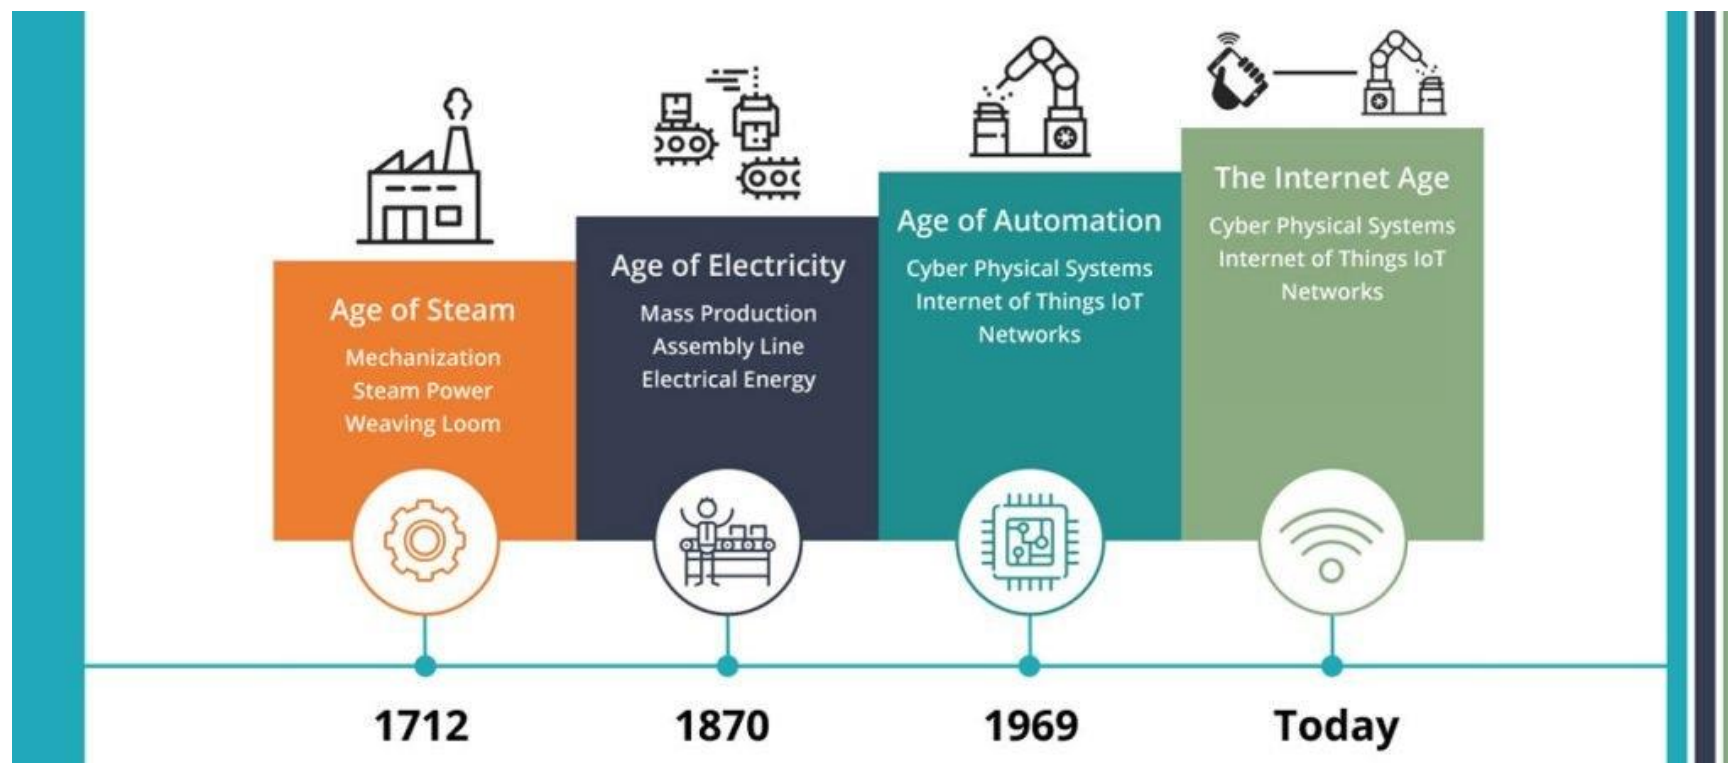 Age of Steam
Mechanization
Steam Power
Weaving Loom
Age of Electricity
Mass Production
Assembly Line
Electrical Energy
Age of Automation
Cyber Physical Systems
Internet of Things IoT
Networks
The Internet Age
Cyber Physical Systems
Internet of Things IoT
Networks
1712
1870
1969
Today